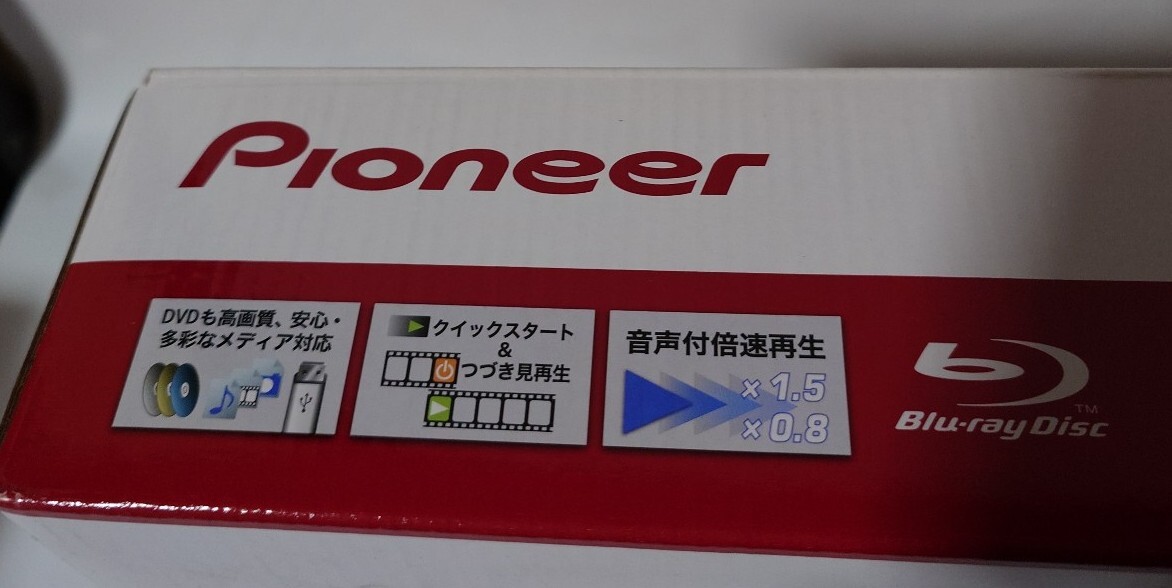 Pioneer
DVDも高画質、安心・
多彩なメディア対応
クイックスタート
&
つづき見再生
音声付倍速再生
×1.5
×0.8
Blu-ray Disc
TM